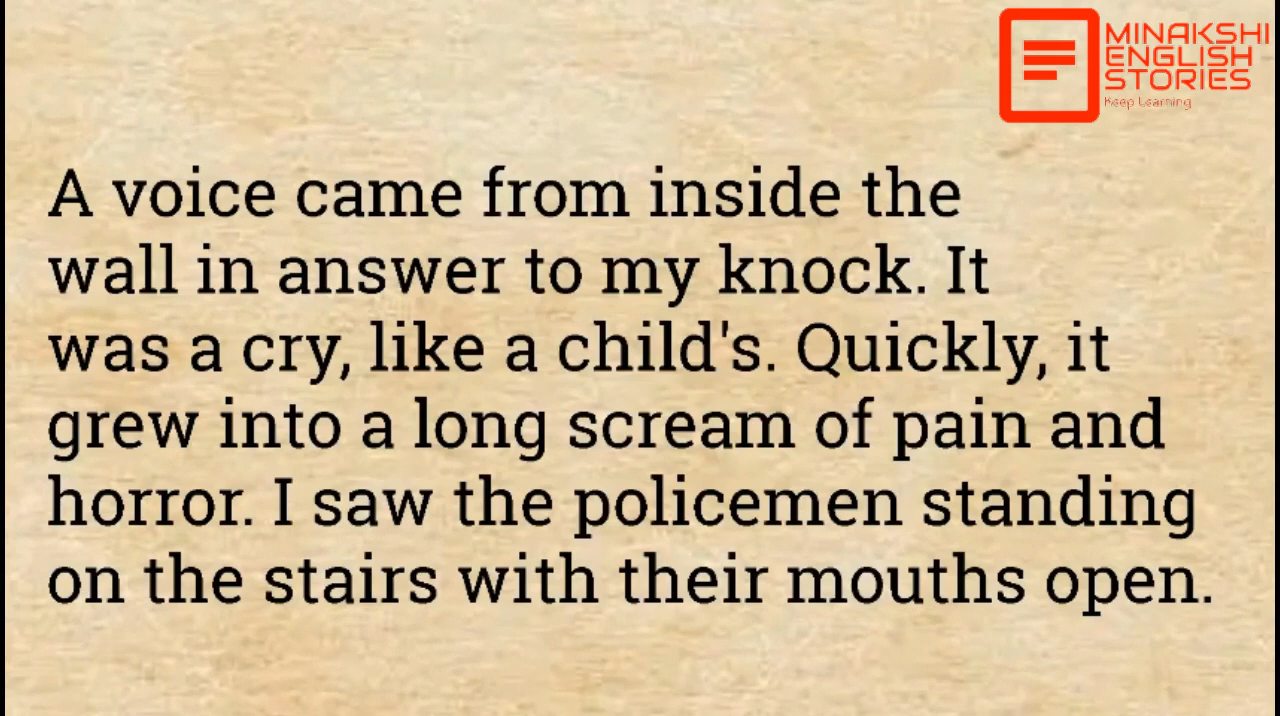 MINAKSHI
ENGLISH
STORIES
Keep Learning
A voice came from inside the
wall in answer to my knock. It
was a cry, like a child's. Quickly, it
grew into a long scream of pain and
horror. I saw the policemen standing
on the stairs with their mouths open.